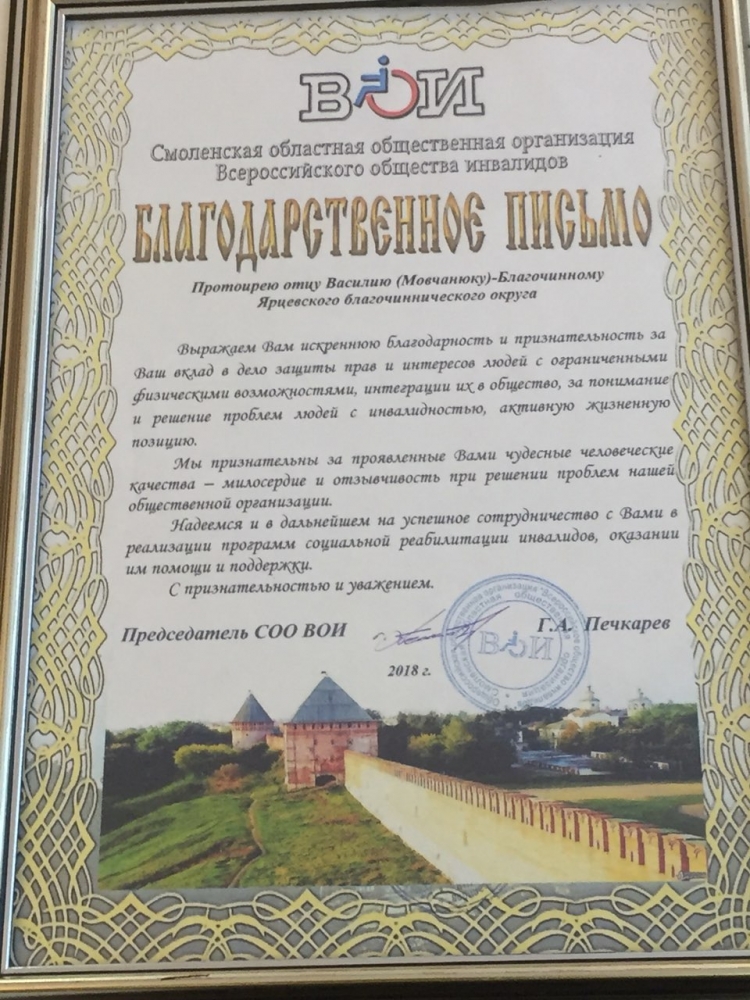 ВОИ
Смоленская областная общественная организация
Всероссийского общества инвалидов
БЛАГОДАРСТВЕННОЕ ПИСЬМО
Протоирею отцу Василию (Мовчанюку)-Благочинному
Ярцевского благочиннического округа
Выражаем Вам искреннюю благодарность и признательность за
Ваш вклад в дело защиты прав и интересов людей с ограниченными
физическими возможностями, интеграции их в общество, за понимание
и решение проблем людей с инвалидностью, активную жизненную
позицию.
Мы признательны за проявленные Вами чудесные человеческие
качества – милосердие и отзывчивость при решении проблем нашей
общественной организации.
Надеемся и в дальнейшем на успешное сотрудничество с Вами в
реализации программ социальной реабилитации инвалидов, оказании
им помощи и поддержки.
С признательностью и уважением.
Председатель СОО ВОИ Г.А. Печкарев
ВОИ
2018 г.